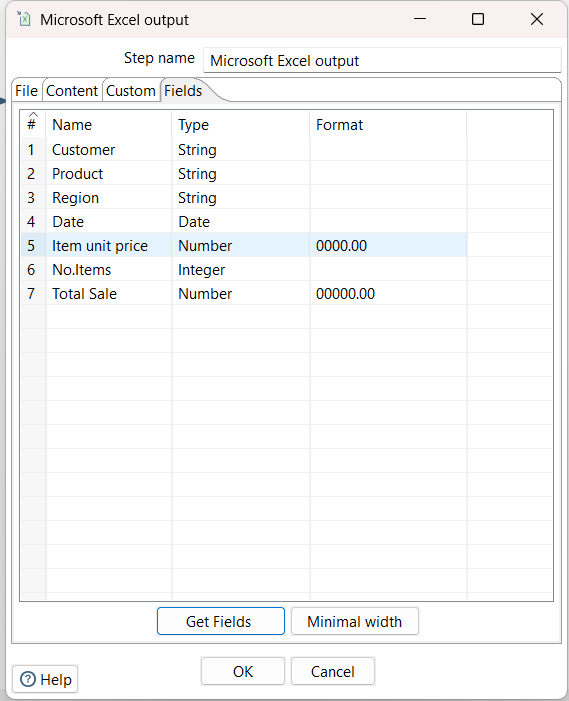 Microsoft Excel output
Step name Microsoft Excel output
File Content Custom Fields
# Name Type Format
1 Customer String
2 Product String
3 Region String
4 Date Date
5 Item unit price Number 0000.00
6 No.Items Integer
7 Total Sale Number 00000.00
Get Fields Minimal width
OK Cancel
? Help